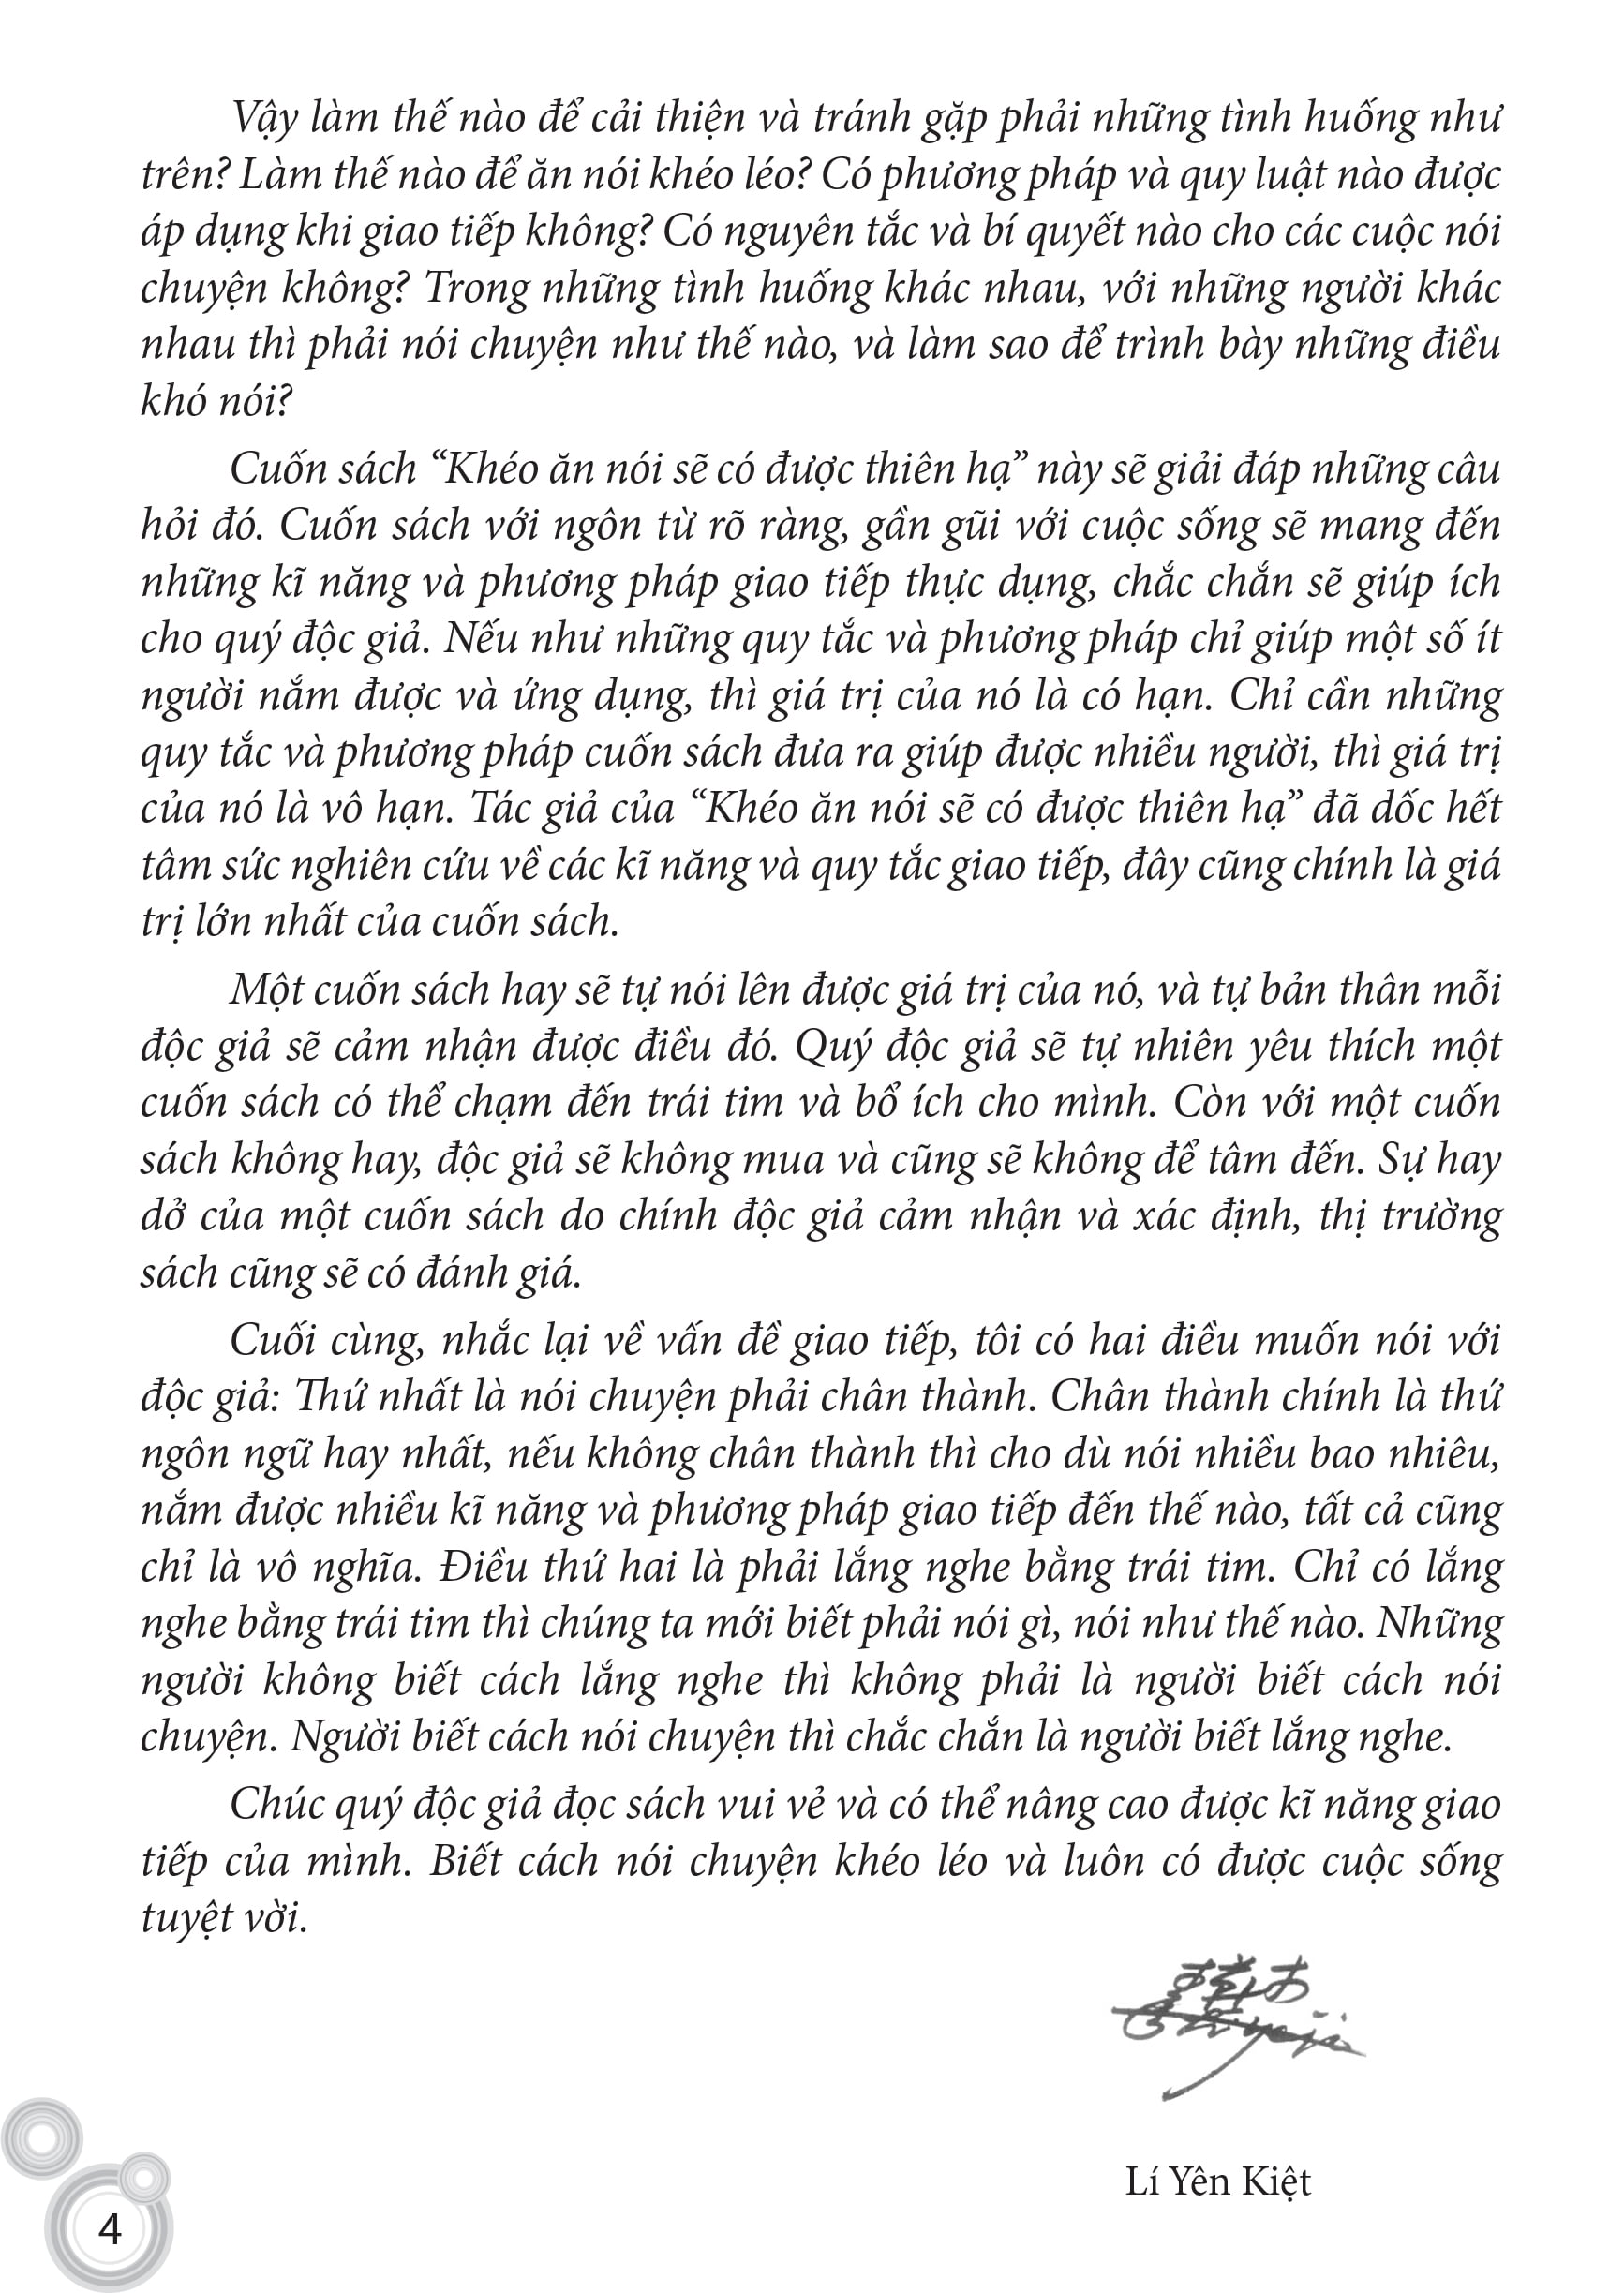 Vậy làm thế nào để cải thiện và tránh gặp phải những tình huống như
trên? Làm thế nào để ăn nói khéo léo? Có phương pháp và quy luật nào được
áp dụng khi giao tiếp không? Có nguyên tắc và bí quyết nào cho các cuộc nói
chuyện không? Trong những tình huống khác nhau, với những người khác
nhau thì phải nói chuyện như thế nào, và làm sao để trình bày những điều
khó nói?
Cuốn sách “Khéo ăn nói sẽ có được thiên hạ” này sẽ giải đáp những câu
hỏi đó. Cuốn sách với ngôn từ rõ ràng, gần gũi với cuộc sống sẽ mang đến
những kĩ năng và phương pháp giao tiếp thực dụng, chắc chắn sẽ giúp ích
cho quý độc giả. Nếu như những quy tắc và phương pháp chỉ giúp một số ít
người nắm được và ứng dụng, thì giá trị của nó là có hạn. Chỉ cần những
quy tắc và phương pháp cuốn sách đưa ra giúp được nhiều người, thì giá trị
của nó là vô hạn. Tác giả của “Khéo ăn nói sẽ có được thiên hạ” đã dốc hết
tâm sức nghiên cứu về các kĩ năng và quy tắc giao tiếp, đây cũng chính là giá
trị lớn nhất của cuốn sách.
Một cuốn sách hay sẽ tự nói lên được giá trị của nó, và tự bản thân mỗi
độc giả sẽ cảm nhận được điều đó. Quý độc giả sẽ tự nhiên yêu thích một
cuốn sách có thể chạm đến trái tim và bổ ích cho mình. Còn với một cuốn
sách không hay, độc giả sẽ không mua và cũng sẽ không để tâm đến. Sự hay
dở của một cuốn sách do chính độc giả cảm nhận và xác định, thị trường
sách cũng sẽ có đánh giá.
Cuối cùng, nhắc lại về vấn đề giao tiếp, tôi có hai điều muốn nói với
độc giả: Thứ nhất là nói chuyện phải chân thành. Chân thành chính là thứ
ngôn ngữ hay nhất, nếu không chân thành thì cho dù nói nhiều bao nhiêu,
nắm được nhiều kĩ năng và phương pháp giao tiếp đến thế nào, tất cả cũng
chỉ là vô nghĩa. Điều thứ hai là phải lắng nghe bằng trái tim. Chỉ có lắng
nghe bằng trái tim thì chúng ta mới biết phải nói gì, nói như thế nào. Những
người không biết cách lắng nghe thì không phải là người biết cách nói
chuyện. Người biết cách nói chuyện thì chắc chắn là người biết lắng nghe.
Chúc quý độc giả đọc sách vui vẻ và có thể nâng cao được kĩ năng giao
tiếp của mình. Biết cách nói chuyện khéo léo và luôn có được cuộc sống
tuyệt vời.
Lí Yên Kiệt
4